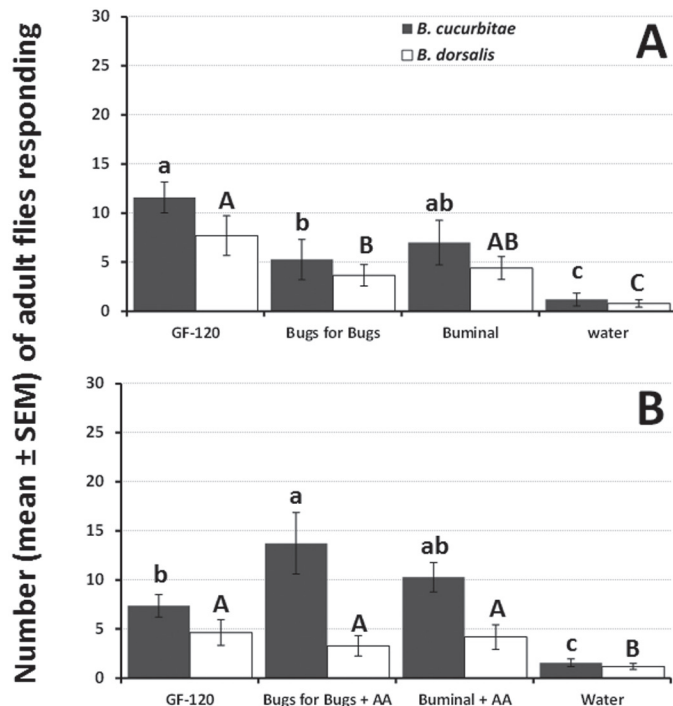 Number (mean ± SEM) of adult flies responding
30
25
20
15
10
5
0
B. cucurbitae
B. dorsalis
A
a
A
b
B
ab
AB
c
C
GF-120
Bugs for Bugs
Buminal
water
30
25
20
15
10
5
0
B
b
A
a
A
ab
A
c
B
GF-120
Bugs for Bugs + AA
Buminal + AA
Water